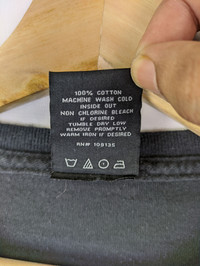 100% COTTON
MACHINE WASH COLD
INSIDE OUT
NON CHLORINE BLEACH
IF DESIRED
TUMBLE DRY LOW
REMOVE PROMPTLY
WARM IRON IF DESIRED
RN# 109135